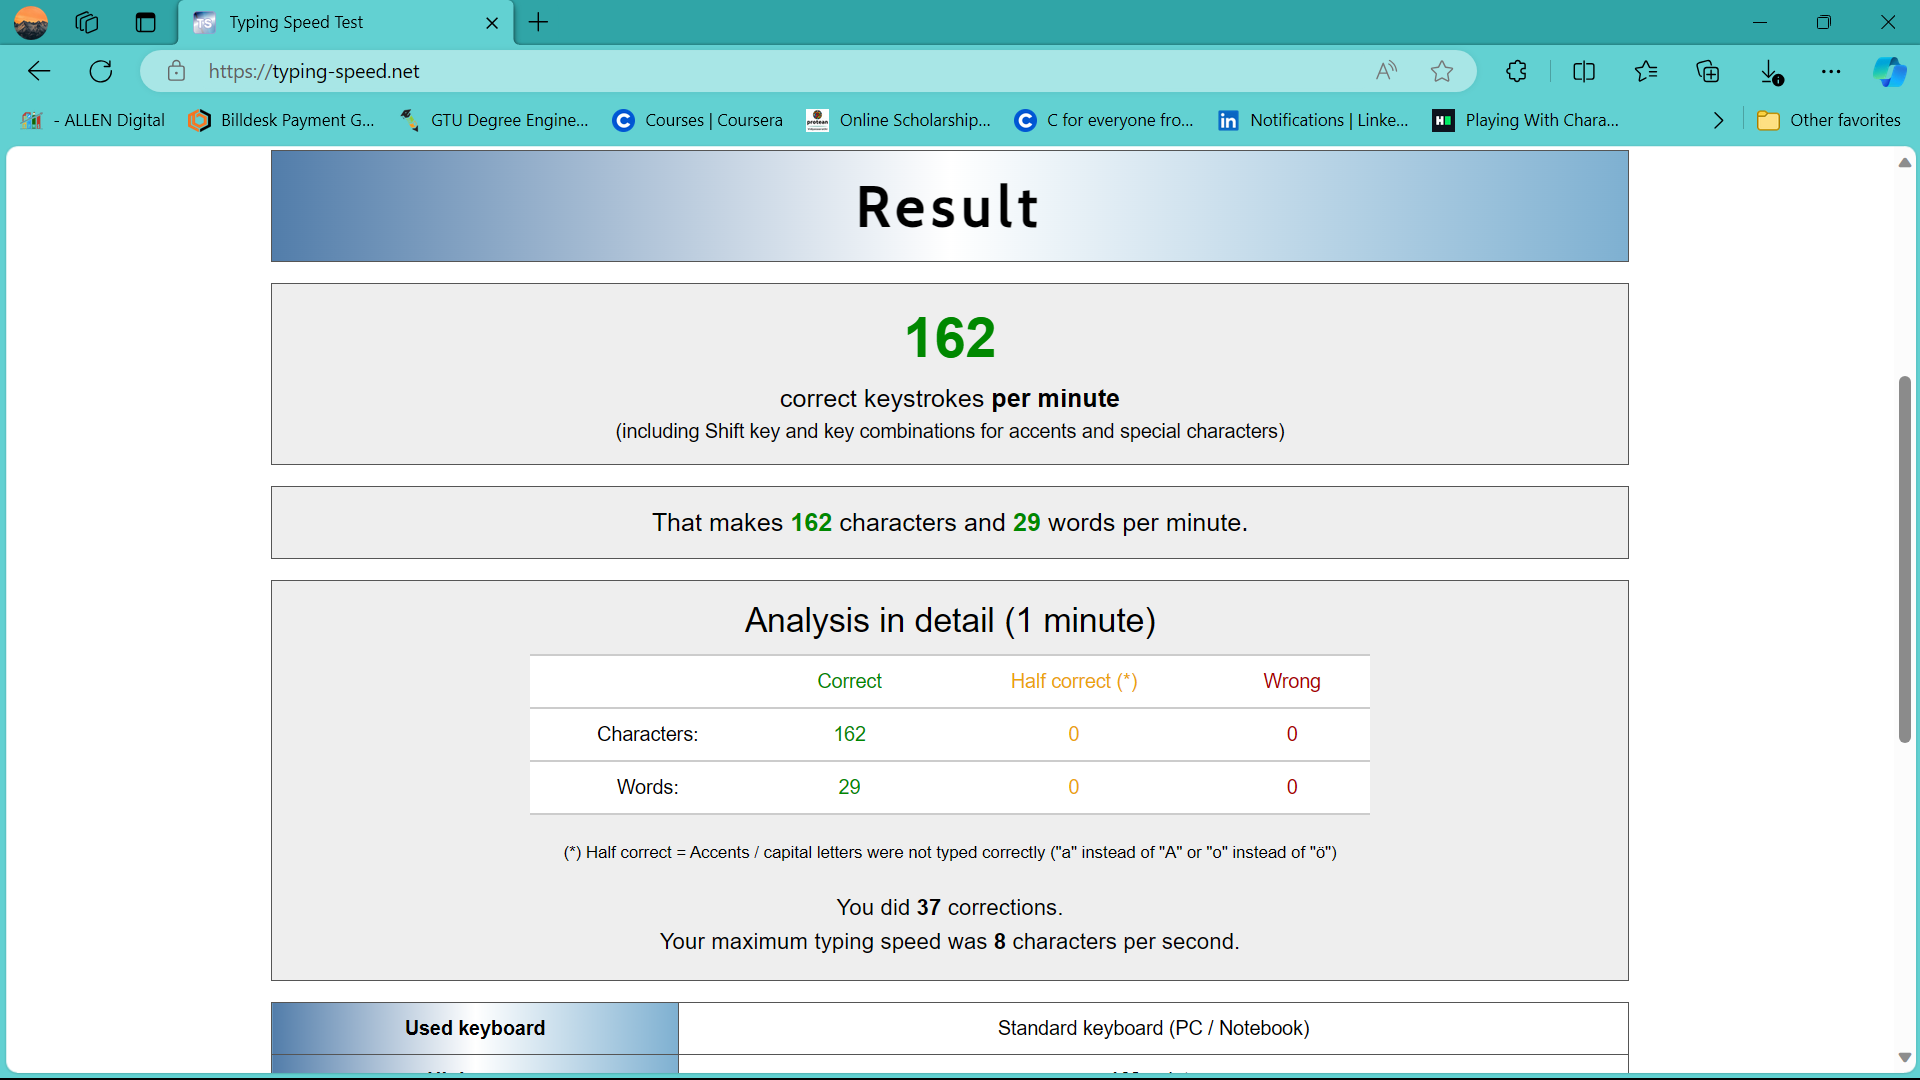 Typing Speed Test
https://typing-speed.net
- ALLEN Digital
Billdesk Payment G...
GTU Degree Engine...
Courses | Coursera
Online Scholarship...
C for everyone fro...
Notifications | Linke...
Playing With Chara...
Other favorites
Result
162
correct keystrokes per minute
(including Shift key and key combinations for accents and special characters)
That makes 162 characters and 29 words per minute.
Analysis in detail (1 minute)
Correct Half correct (*) Wrong
Characters: 162 0 0
Words: 29 0 0
(*) Half correct = Accents / capital letters were not typed correctly ("a" instead of "A" or "o" instead of "ö")
You did 37 corrections.
Your maximum typing speed was 8 characters per second.
Used keyboard Standard keyboard (PC / Notebook)